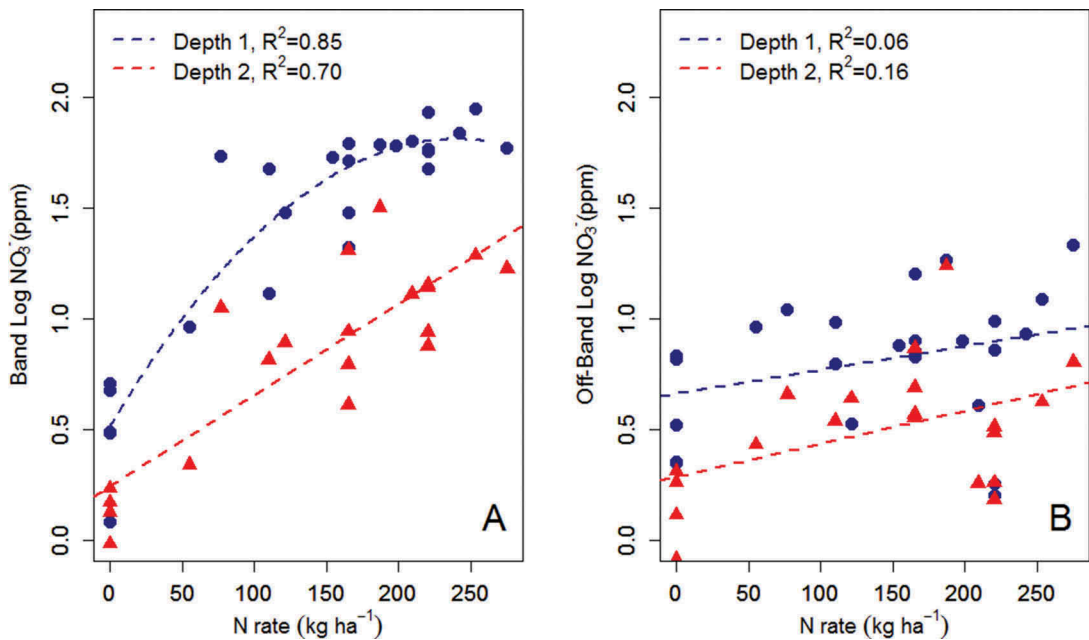 Depth 1, R²=0.85
Depth 2, R²=0.70
Band Log NO₃⁻(ppm)
2.0
1.5
1.0
0.5
0.0
A
0 50 100 150 200 250
N rate (kg ha⁻¹)
Depth 1, R²=0.06
Depth 2, R²=0.16
Off-Band Log NO₃⁻(ppm)
2.0
1.5
1.0
0.5
0.0
B
0 50 100 150 200 250
N rate (kg ha⁻¹)